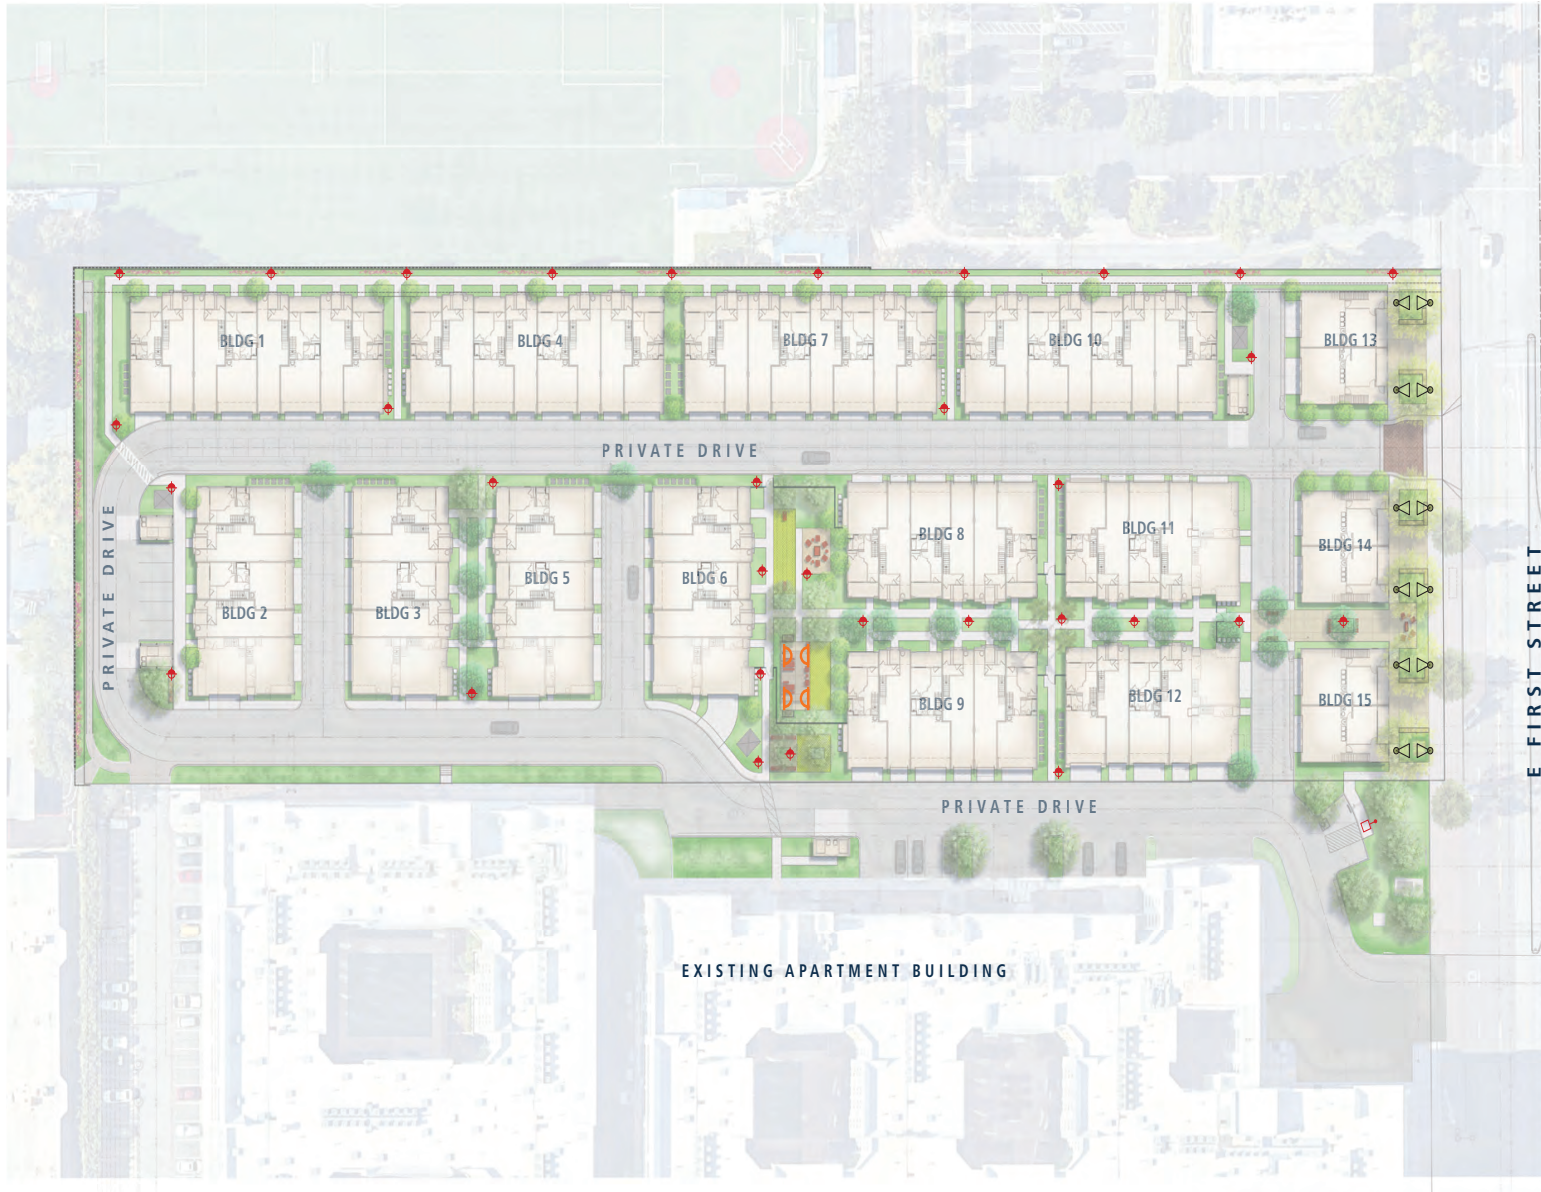 BLDG 1
BLDG 4
BLDG 7
BLDG 10
BLDG 13
PRIVATE DRIVE
PRIVATE DRIVE
BLDG 2
BLDG 3
BLDG 5
BLDG 6
BLDG 8
BLDG 11
BLDG 14
BLDG 9
BLDG 12
BLDG 15
E FIRST STREET
PRIVATE DRIVE
EXISTING APARTMENT BUILDING